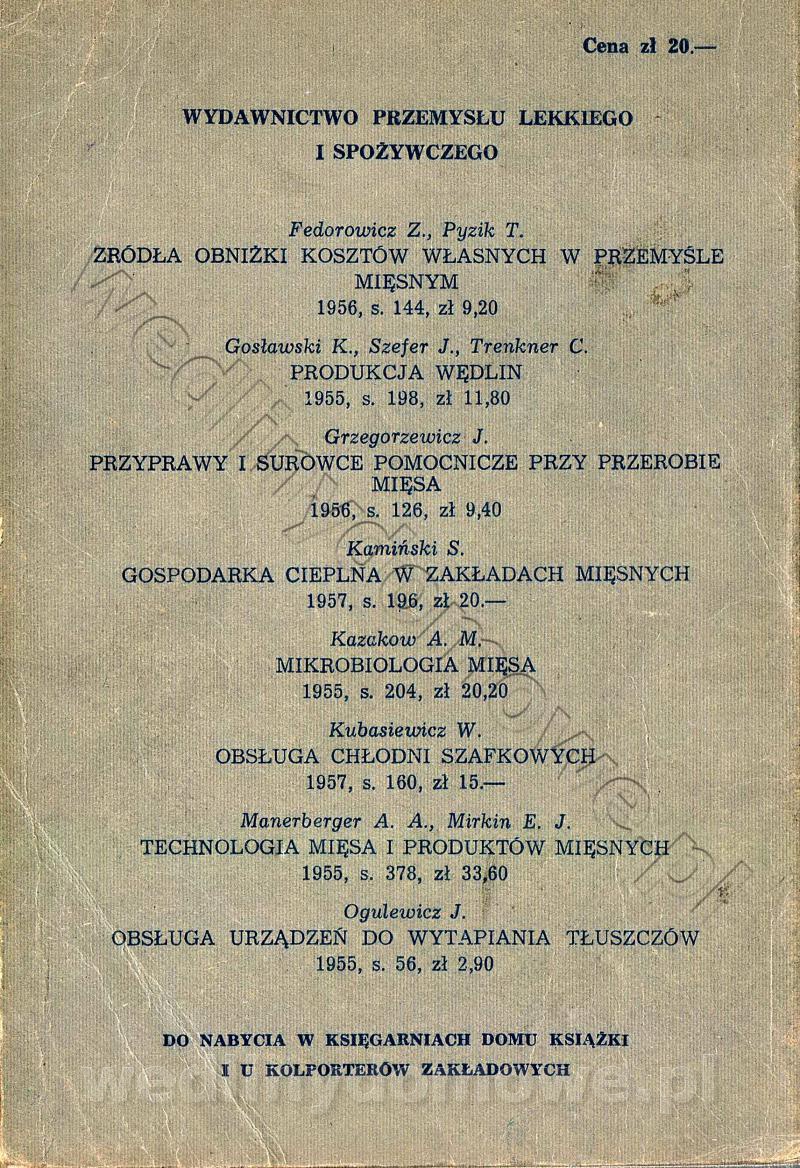 Cena zł 20.—
WYDAWNICTWO PRZEMYSŁU LEKKIEGO
I SPOŻYWCZEGO
Fedorowicz Z., Pyzik T.
ŹRÓDŁA OBNIŻKI KOSZTÓW WŁASNYCH W PRZEMYŚLE
MIĘSNYM
1956, s. 144, zł 9,20
Gosławski K., Szefer J., Trenkner C.
PRODUKCJA WĘDLIN
1955, s. 198, zł 11,80
Grzegorzewicz J.
PRZYPRAWY I SUROWCE POMOCNICZE PRZY PRZEROBIE
MIĘSA
1956, s. 126, zł 9,40
Kamiński S.
GOSPODARKA CIEPLNA W ZAKŁADACH MIĘSNYCH
1957, s. 196, zł 20.—
Kazakow A. M.
MIKROBIOLOGIA MIĘSA
1955, s. 204, zł 20,20
Kubasiewicz W.
OBSŁUGA CHŁODNI SZAFKOWYCH
1957, s. 160, zł 15.—
Manerberger A. A., Mirkin E. J.
TECHNOLOGIA MIĘSA I PRODUKTÓW MIĘSNYCH
1955, s. 378, zł 33,60
Ogulewicz J.
OBSŁUGA URZĄDZEŃ DO WYTAPIANIA TŁUSZCZÓW
1955, s. 56, zł 2,90
DO NABYCIA W KSIĘGARNIACH DOMU KSIĄŻKI
I U KOLPORTERÓW ZAKŁADOWYCH
wedlinydomowe.pl
wedlinydomowe.pl